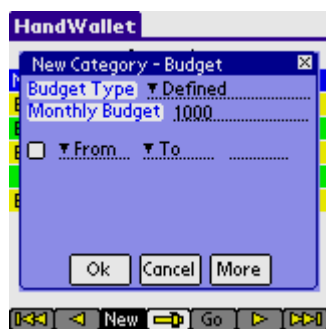 HandWallet
New Category - Budget
Budget Type ▼ Defined
Monthly Budget 1000
▼ From ▼ To
Ok Cancel More
New Go